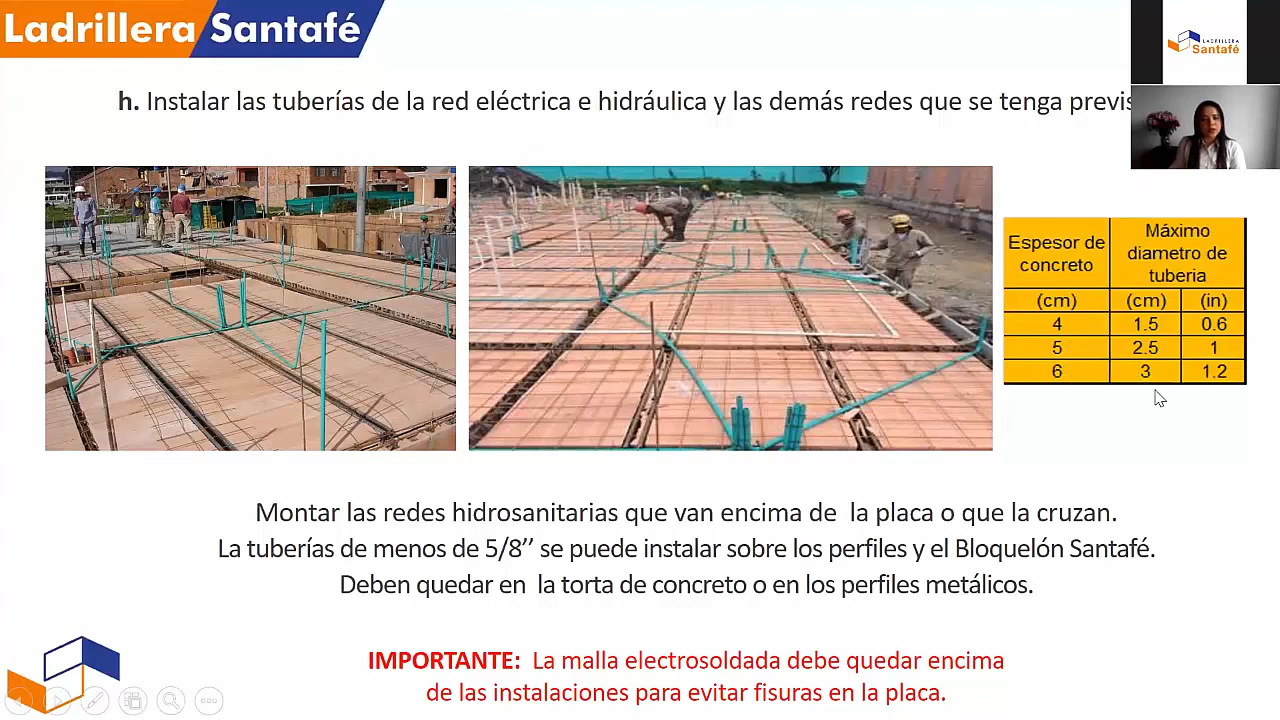 Ladrillera Santafé
LADRILLERA
Santafé
h. Instalar las tuberías de la red eléctrica e hidráulica y las demás redes que se tenga
Espesor de concreto
Máximo diametro de tuberia
(cm) (cm) (in)
4 1.5 0.6
5 2.5 1
6 3 1.2
Montar las redes hidrosanitarias que van encima de la placa o que la cruzan.
La tuberías de menos de 5/8’’ se puede instalar sobre los perfiles y el Bloquelón Santafé.
Deben quedar en la torta de concreto o en los perfiles metálicos.
IMPORTANTE: La malla electrosoldada debe quedar encima
de las instalaciones para evitar fisuras en la placa.